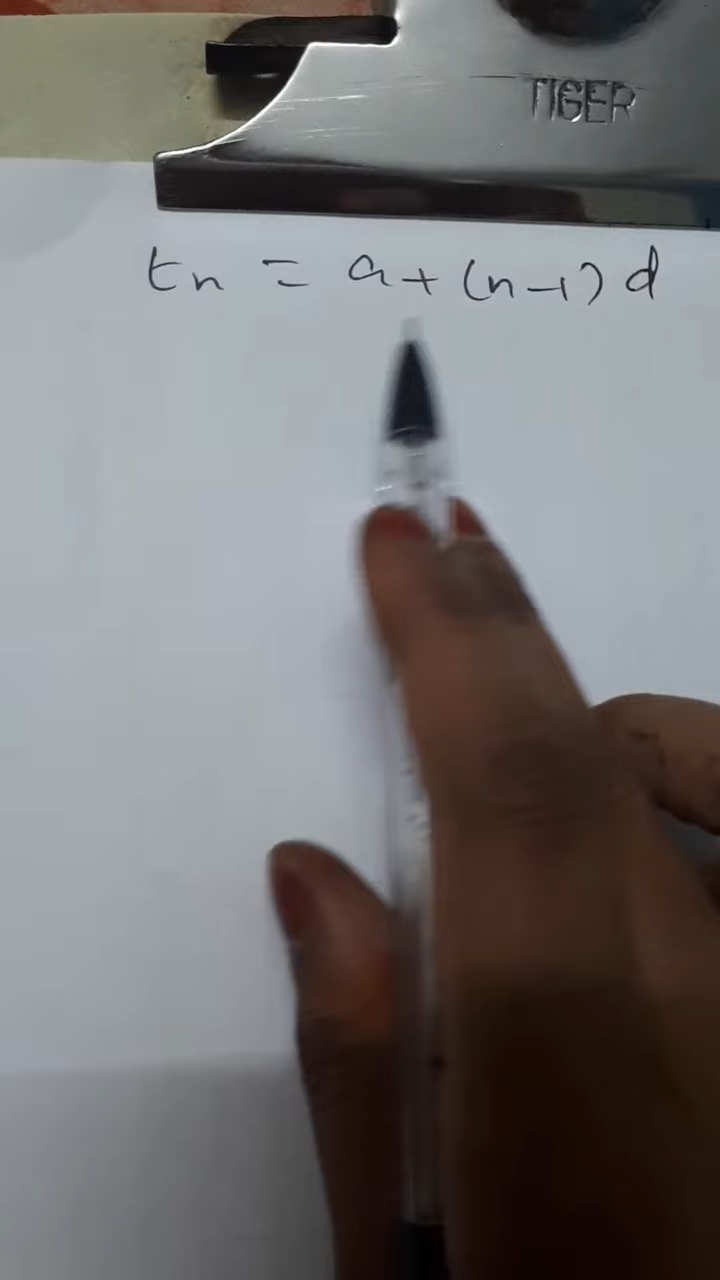 TIGER
tn = a + (n-1) d